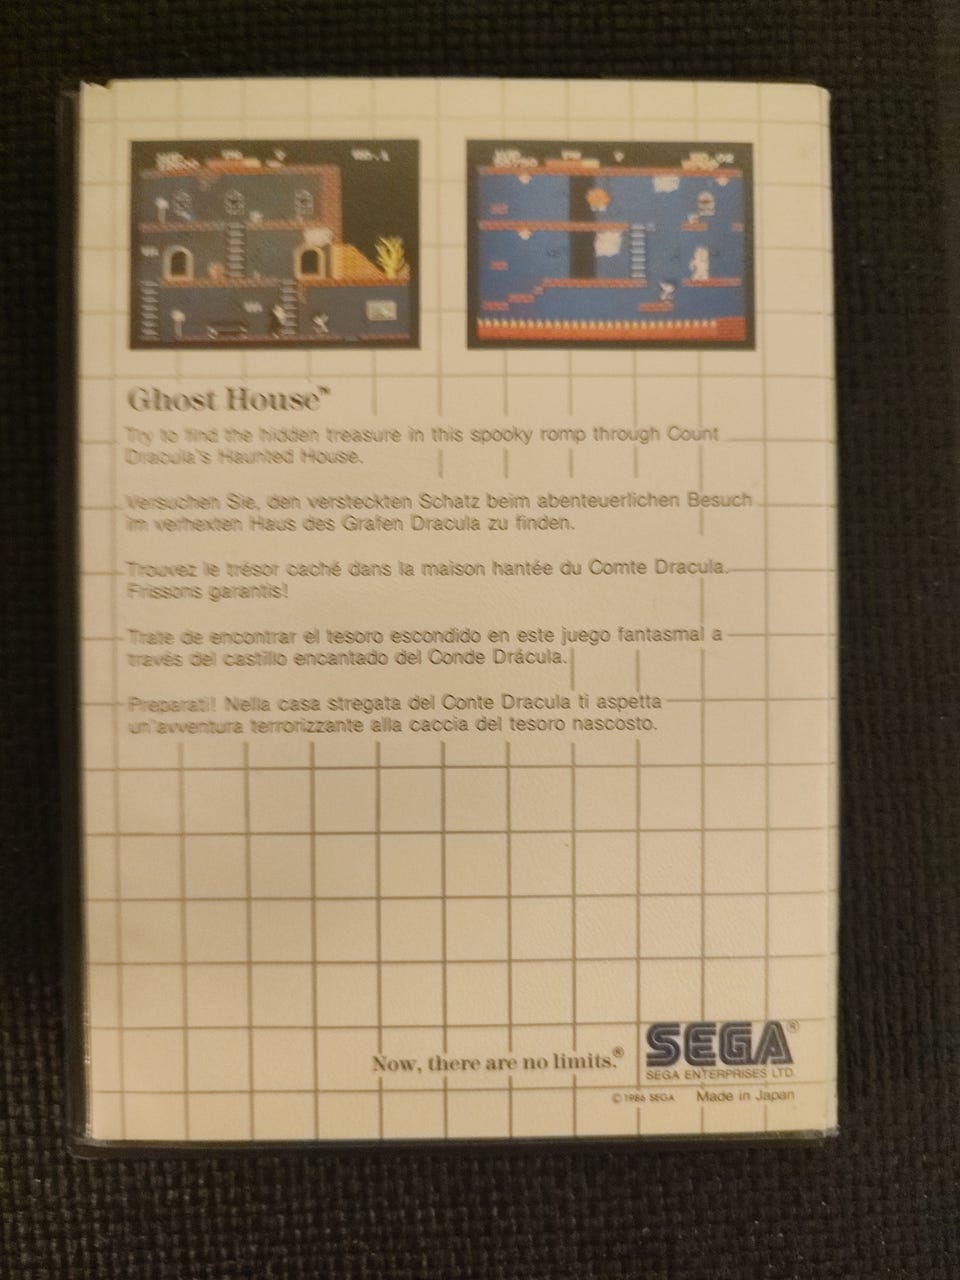 Ghost House™
Try to find the hidden treasure in this spooky romp through Count
Dracula's Haunted House.
Versuchen Sie, den versteckten Schatz beim abenteuerlichen Besuch
im verhexten Haus des Grafen Dracula zu finden.
Trouvez le trésor caché dans la maison hantée du Comte Dracula.
Frissons garantis!
Trate de encontrar el tesoro escondido en este juego fantasmal a
través del castillo encantado del Conde Drácula.
Preparati! Nella casa stregata del Conte Dracula ti aspetta
un'avventura terrorizzante alla caccia del tesoro nascosto.
Now, there are no limits.®
SEGA®
SEGA ENTERPRISES LTD.
©1986 SEGA Made in Japan